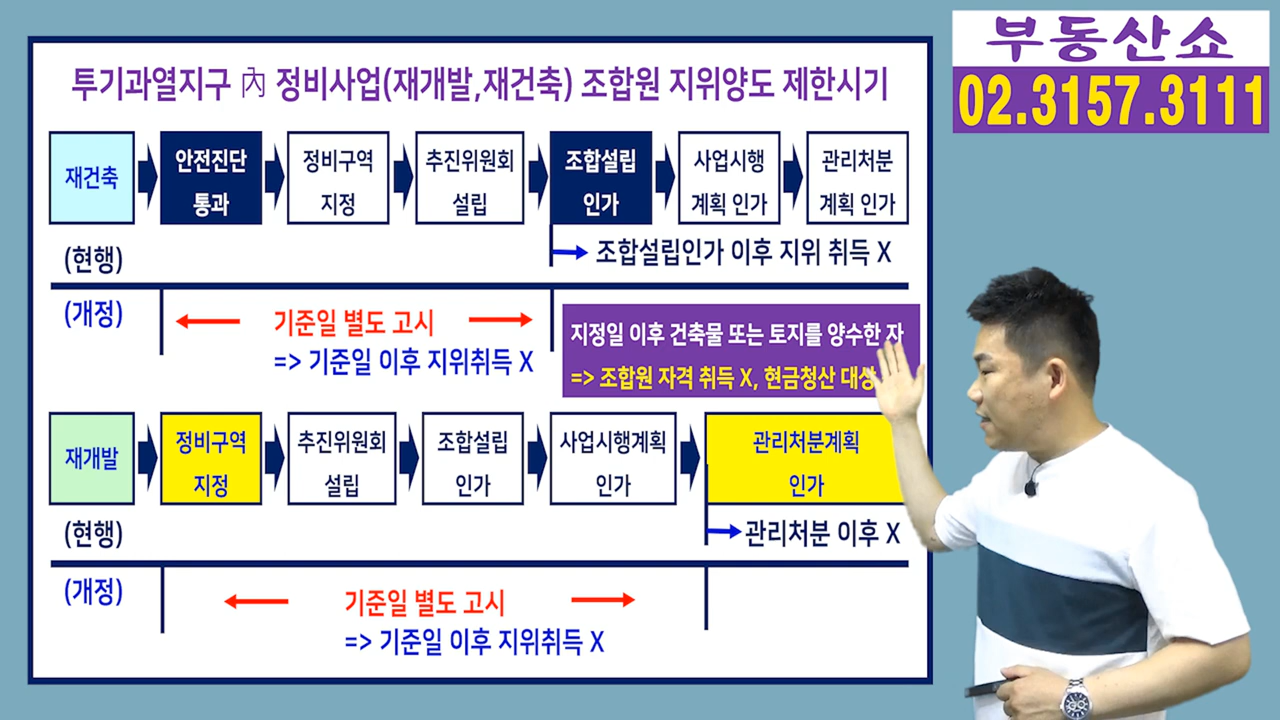 부동산쇼
02.3157.3111
투기과열지구 內 정비사업(재개발,재건축) 조합원 지위양도 제한시기
재건축
안전진단
통과
정비구역
지정
추진위원회
설립
조합설립
인가
사업시행
계획 인가
관리처분
계획 인가
(현행)
조합설립인가 이후 지위 취득 X
(개정)
기준일 별도 고시
=> 기준일 이후 지위취득 X
지정일 이후 건축물 또는 토지를 양수한 자
=> 조합원 자격 취득 X, 현금청산 대상
재개발
정비구역
지정
추진위원회
설립
조합설립
인가
사업시행계획
인가
관리처분계획
인가
(현행)
관리처분 이후 X
(개정)
기준일 별도 고시
=> 기준일 이후 지위취득 X